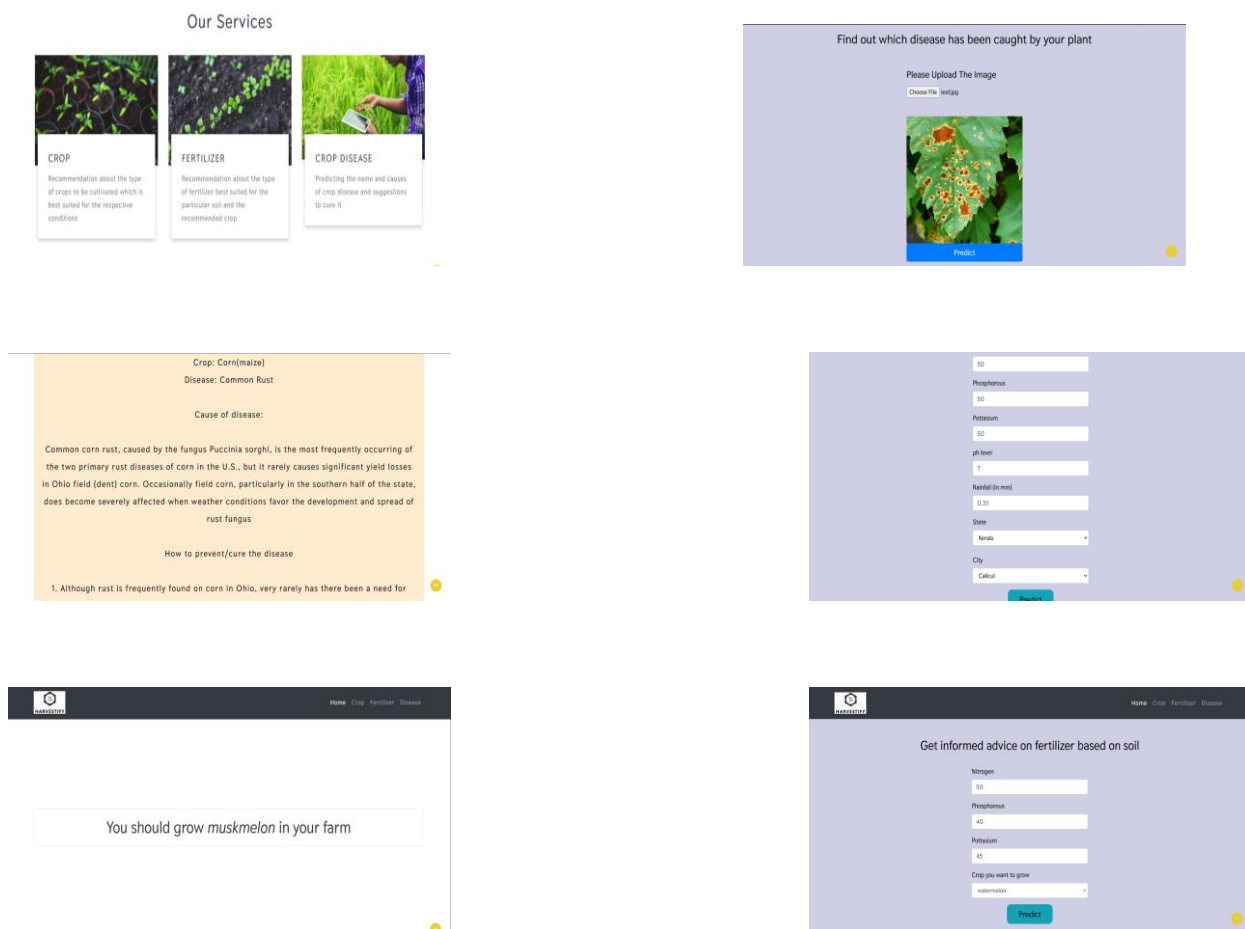 Our Services
CROP
Recommendation about the type
of crops to be cultivated which is
best suited for the respective
conditions
FERTILIZER
Recommendation about the type
of fertilizer best suited for the
particular soil and the
recommended crop
CROP DISEASE
Predicting the name and causes
of crop disease and suggestions
to cure it
Find out which disease has been caught by your plant
Please Upload The Image
Choose File leaf.jpg
Predict
Crop: Corn(maize)
Disease: Common Rust
Cause of disease:
Common corn rust, caused by the fungus Puccinia sorghi, is the most frequently occurring of
the two primary rust diseases of corn in the U.S., but it rarely causes significant yield losses
in Ohio field (dent) corn. Occasionally field corn, particularly in the southern half of the state,
does become severely affected when weather conditions favor the development and spread of
rust fungus
How to prevent/cure the disease
1. Although rust is frequently found on corn in Ohio, very rarely has there been a need for
50
Phosphorous
50
Pottasium
50
ph level
7
Rainfall (in mm)
0.33
State
Kerala
City
Calicut
Predict
HARVESTIFY
Home Crop Fertilizer Disease
You should grow muskmelon in your farm
HARVESTIFY
Home Crop Fertilizer Disease
Get informed advice on fertilizer based on soil
Nitrogen
50
Phosphorous
40
Pottasium
45
Crop you want to grow
watermelon
Predict